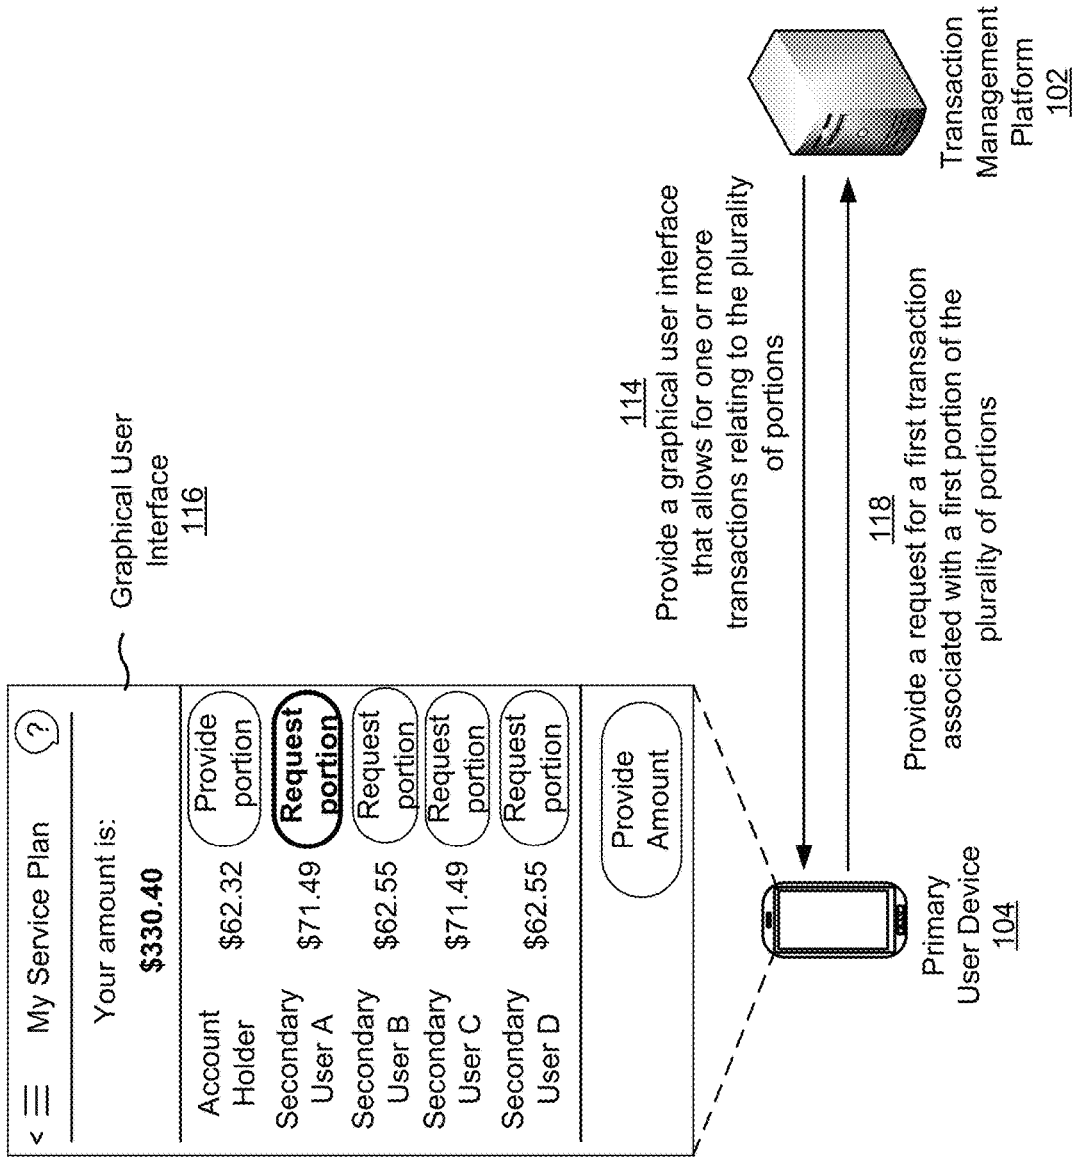 < My Service Plan ?
Your amount is:
$330.40
Account
Holder
$62.32
Provide
portion
Secondary
User A
$71.49
Request
portion
Secondary
User B
$62.55
Request
portion
Secondary
User C
$71.49
Request
portion
Secondary
User D
$62.55
Request
portion
Provide
Amount
Graphical User
Interface
116
114
Provide a graphical user interface
that allows for one or more
transactions relating to the plurality
of portions
118
Provide a request for a first transaction
associated with a first portion of the
plurality of portions
Primary
User Device
104
Transaction
Management
Platform
102